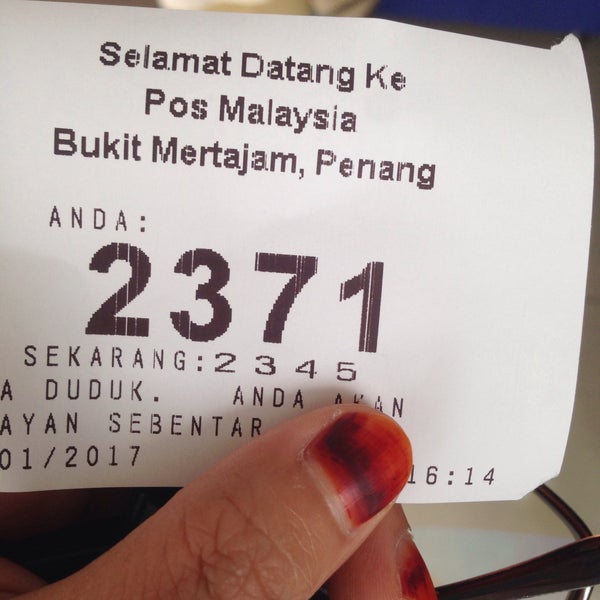 Selamat Datang Ke
Pos Malaysia
Bukit Mertajam, Penang
ANDA:
2371
SEKARANG:2345
A DUDUK. ANDA AKAN
AYAN SEBENTAR
01/2017 16:14